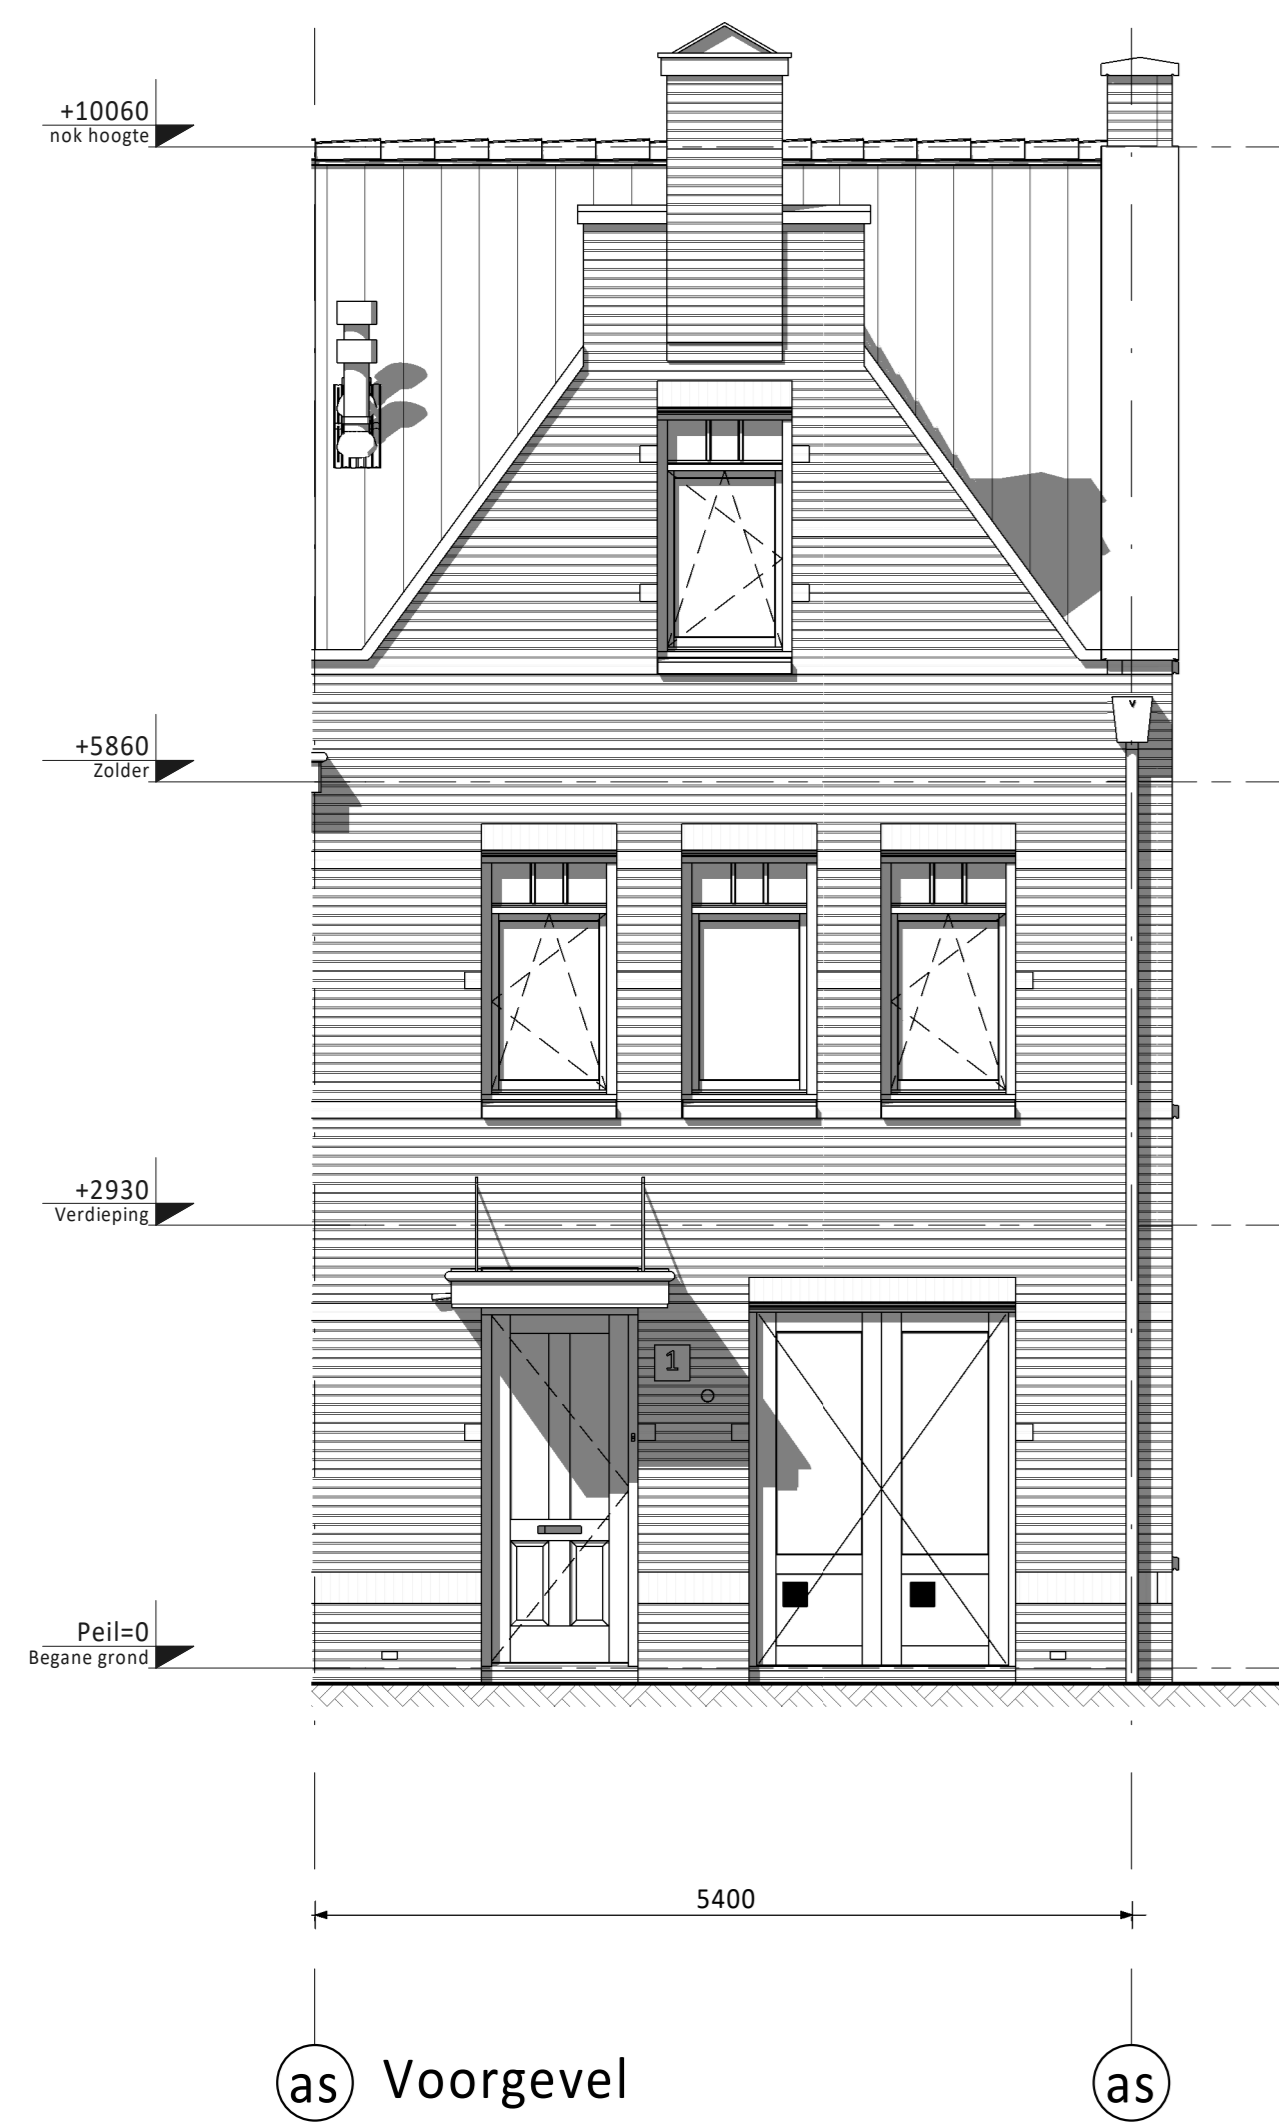 +10060
nok hoogte
+5860
Zolder
+2930
Verdieping
1
Peil=0
Begane grond
5400
as Voorgevel as